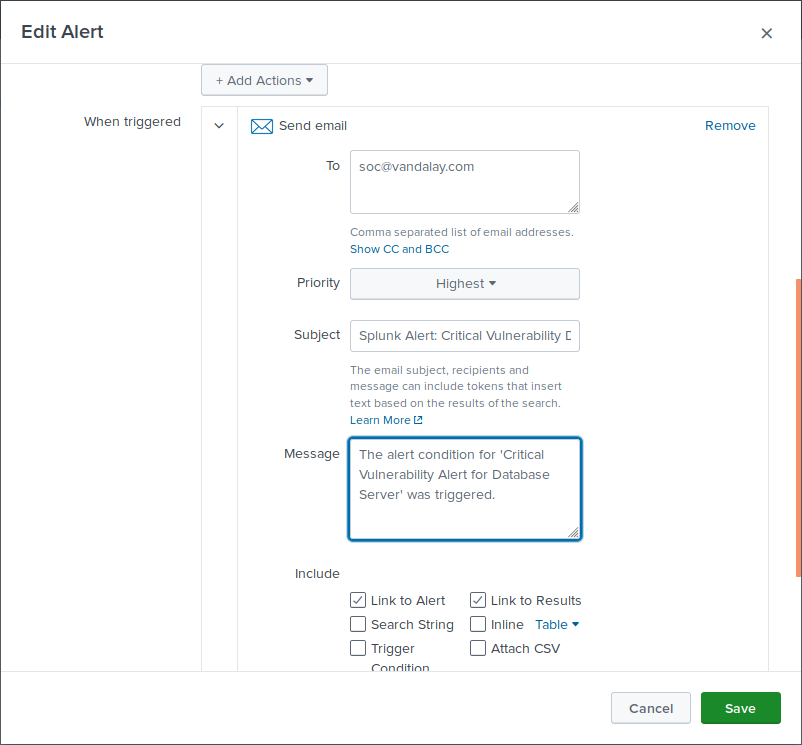 Edit Alert
+ Add Actions
When triggered
Send email
Remove
To
soc@vandalay.com
Comma separated list of email addresses.
Show CC and BCC
Priority
Highest
Subject
Splunk Alert: Critical Vulnerability
The email subject, recipients and
message can include tokens that insert
text based on the results of the search.
Learn More
Message
The alert condition for 'Critical
Vulnerability Alert for Database
Server' was triggered.
Include
Link to Alert
Link to Results
Search String
Inline
Table
Trigger
Condition
Attach CSV
Cancel
Save